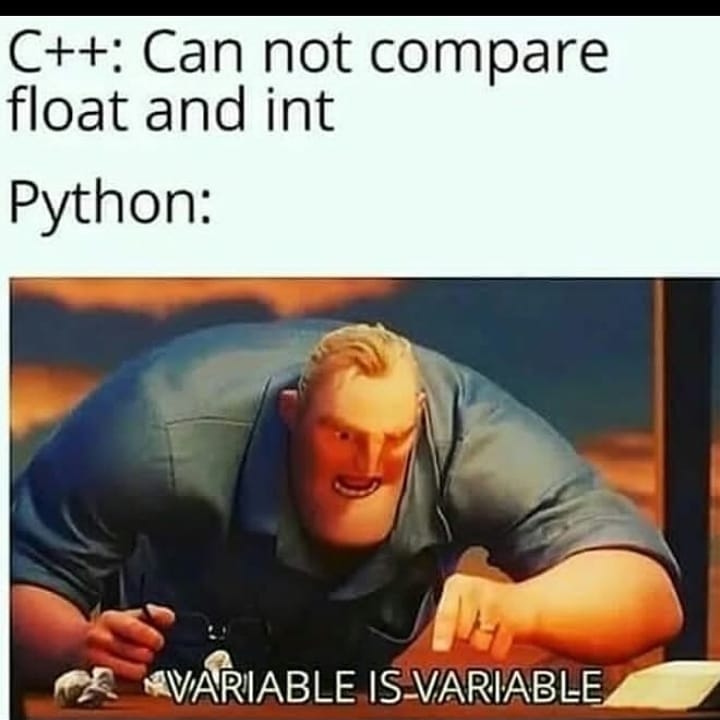 C++: Can not compare
float and int
Python:
VARIABLE IS VARIABLE